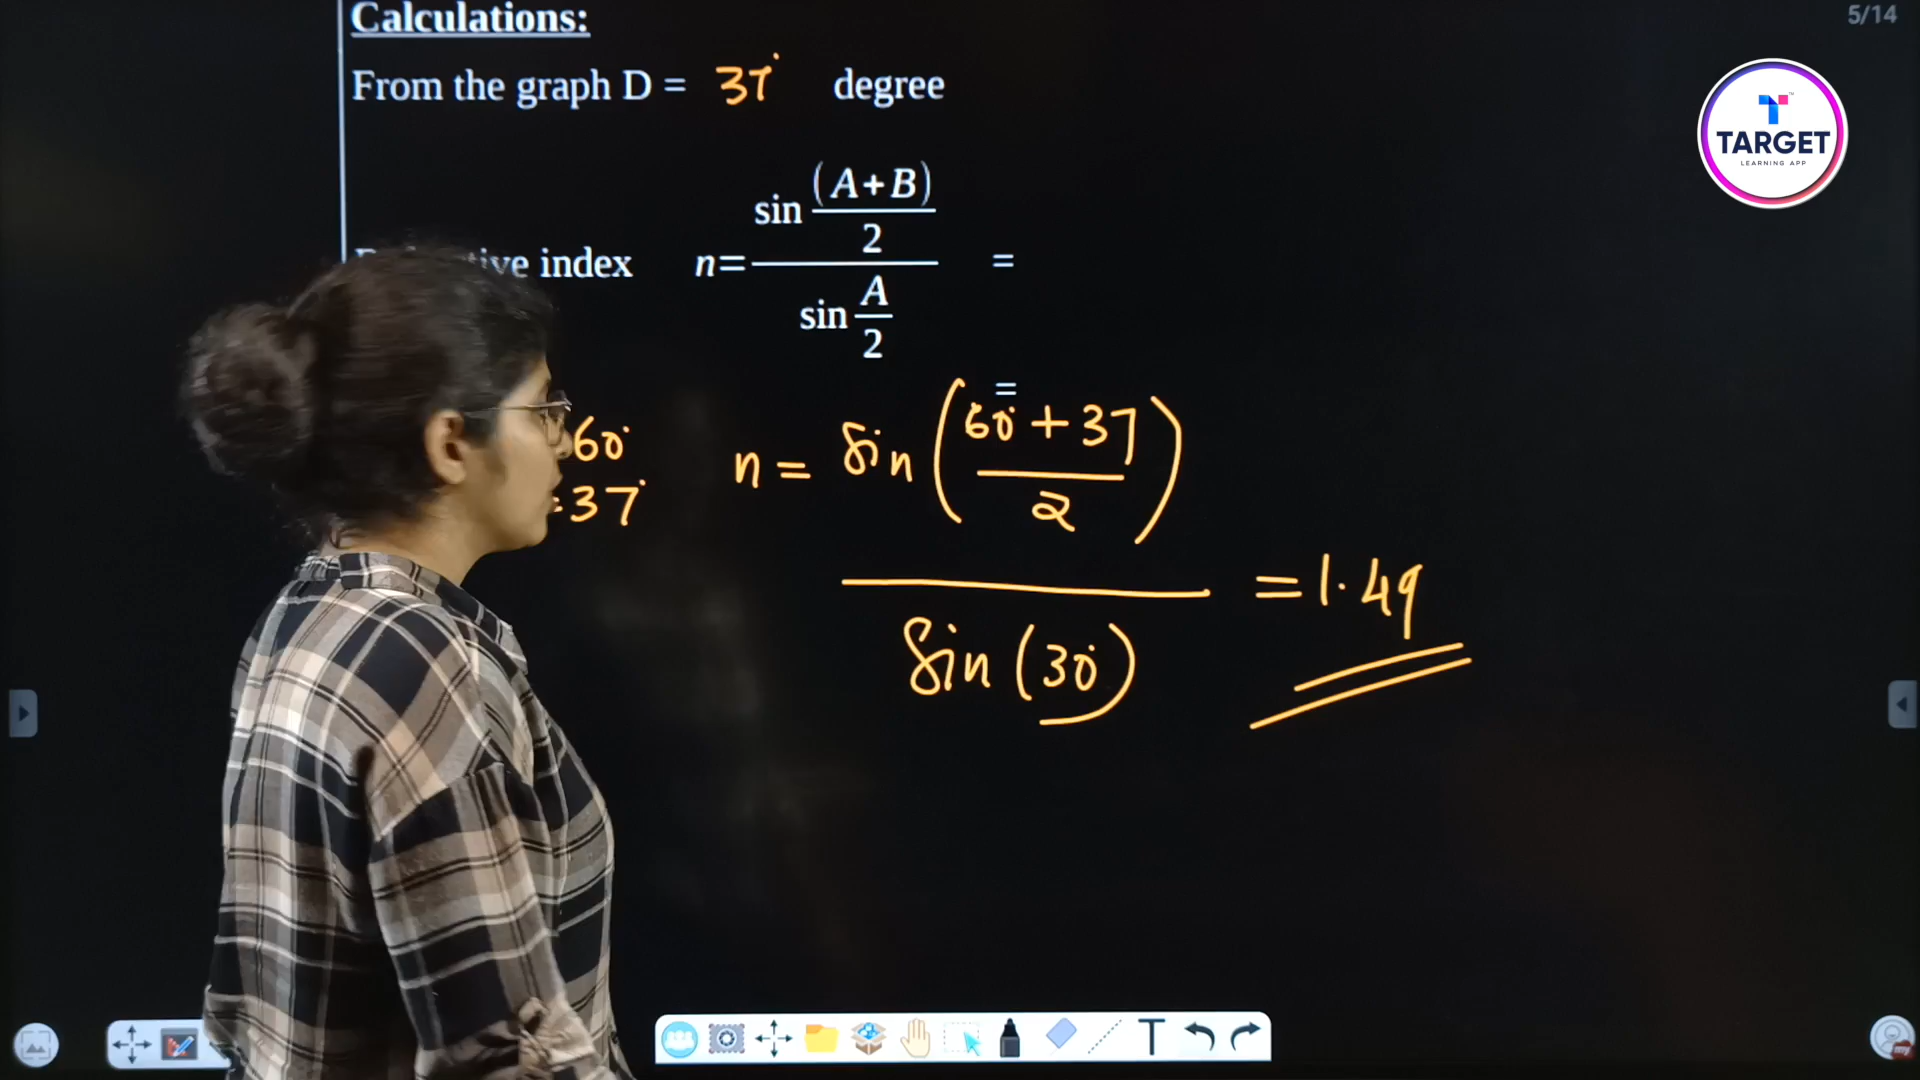 5/14
Calculations:
From the graph D = 37° degree
TARGET
LEARNING APP
index n= sin (A+B)/2 / sin A/2 =
=
60°
=37°
n = sin (60° + 37 / 2) / sin (30°) = 1.49
T